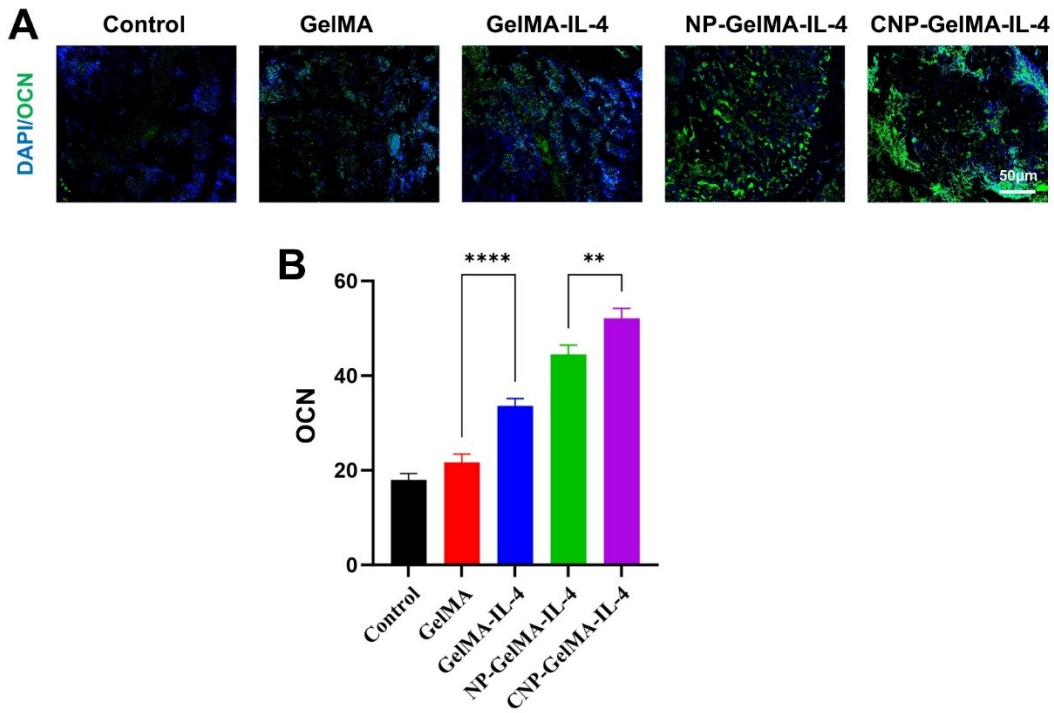 A
Control
GelMA
GelMA-IL-4
NP-GelMA-IL-4
CNP-GelMA-IL-4
DAPI/OCN
50μm
B
****
**
60
40
20
0
OCN
Control
GelMA
GelMA-IL-4
NP-GelMA-IL-4
CNP-GelMA-IL-4